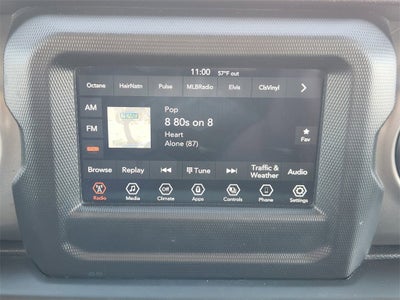 11:00 57°F out
Octane HairNatn Pulse MLBRadio Elvis ClsVinyl
AM
Pop
8 80s on 8
FM
Heart
Fav
Alone (87)
Browse Replay Tune Traffic & Weather Audio
Radio Media Climate Apps Controls Phone Settings
Off